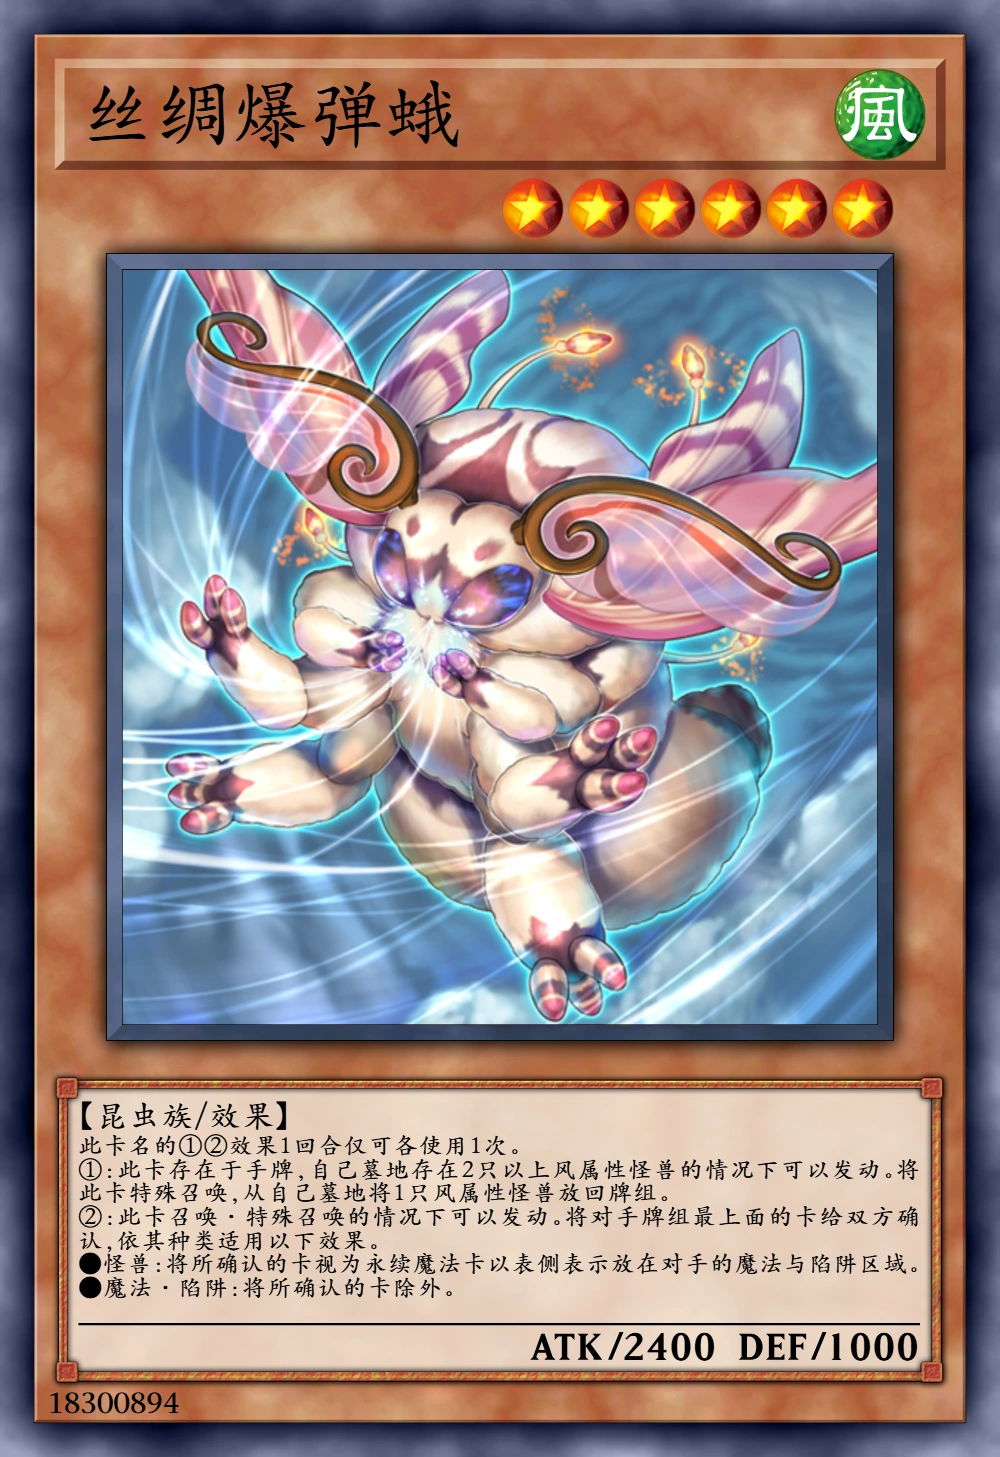 丝绸爆弹蛾
風
【昆虫族/效果】
此卡名的①②效果1回合仅可各使用1次。
①:此卡存在于手牌,自己墓地存在2只以上风属性怪兽的情况下可以发动。将
此卡特殊召唤,从自己墓地将1只风属性怪兽放回牌组。
②:此卡召唤・特殊召唤的情况下可以发动。将对手牌组最上面的卡给双方确
认,依其种类适用以下效果。
●怪兽:将所确认的卡视为永续魔法卡以表侧表示放在对手的魔法与陷阱区域。
●魔法・陷阱:将所确认的卡除外。
ATK/2400 DEF/1000
18300894